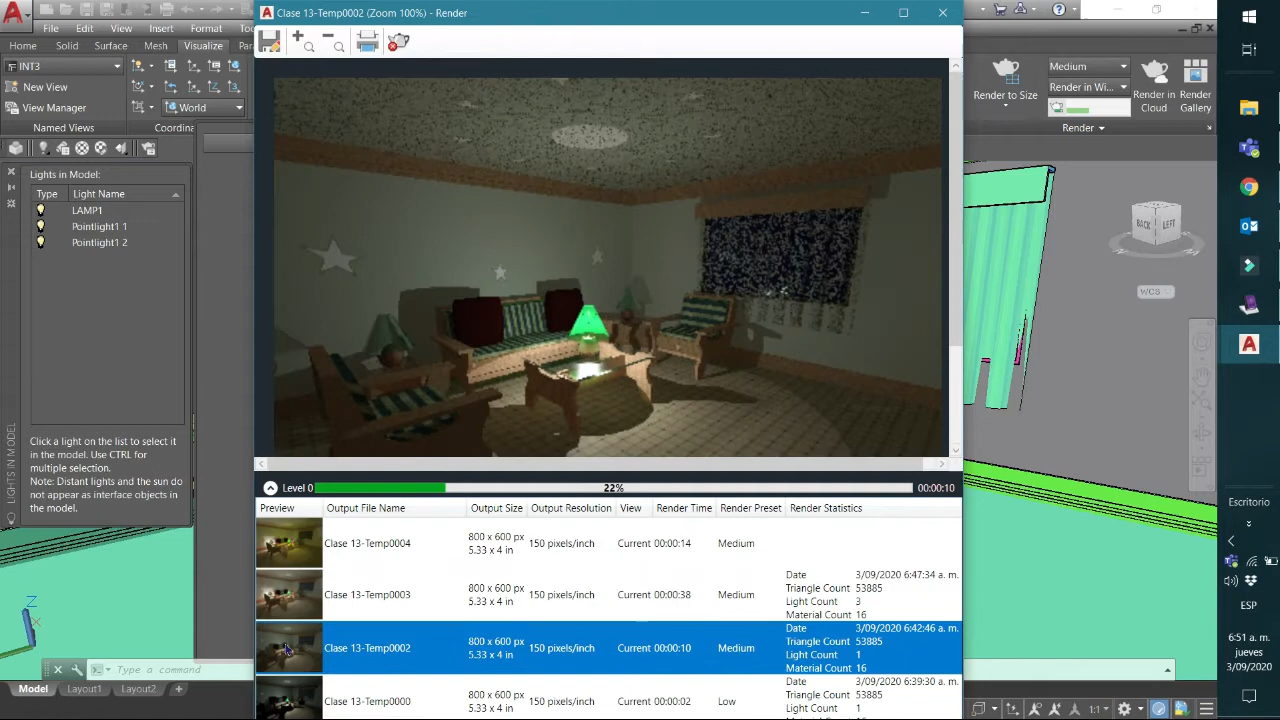 Clase 13-Temp0002 (Zoom 100%) - Render
Edit View Insert Format
Home Solid Surface Mesh Visualize
INT3
New View
View Manager
World
Named Views
Lights in Model:
Type Light Name
LAMP1
Pointlight1 1
Pointlight1 2
Click a light on the list to select it
in the model. Use CTRL for
multiple selection.
Note: Distant lights and the sun do
not appear as interface objects in
the model.
LIGHTS IN MODEL
Medium
Render to Size
Render in Wi...
Render in
Cloud
Render
Gallery
Render
BACK LEFT
WCS
Level 0 22% 00:00:10
Preview Output File Name Output Size Output Resolution View Render Time Render Preset Render Statistics
Clase 13-Temp0004 800 x 600 px
5.33 x 4 in 150 pixels/inch Current 00:00:14 Medium
Clase 13-Temp0003 800 x 600 px
5.33 x 4 in 150 pixels/inch Current 00:00:38 Medium
Date 3/09/2020 6:47:34 a. m.
Triangle Count 53885
Light Count 3
Material Count 16
Clase 13-Temp0002 800 x 600 px
5.33 x 4 in 150 pixels/inch Current 00:00:10 Medium
Date 3/09/2020 6:42:46 a. m.
Triangle Count 53885
Light Count 1
Material Count 16
Clase 13-Temp0000 800 x 600 px
5.33 x 4 in 150 pixels/inch Current 00:00:02 Low
Date 3/09/2020 6:39:30 a. m.
Triangle Count 53885
Light Count 1
Z
Type a command
Model Layout1 Layout2 +
1:1
Escritorio
ESP
6:51 a. m.
jueves
3/09/2020